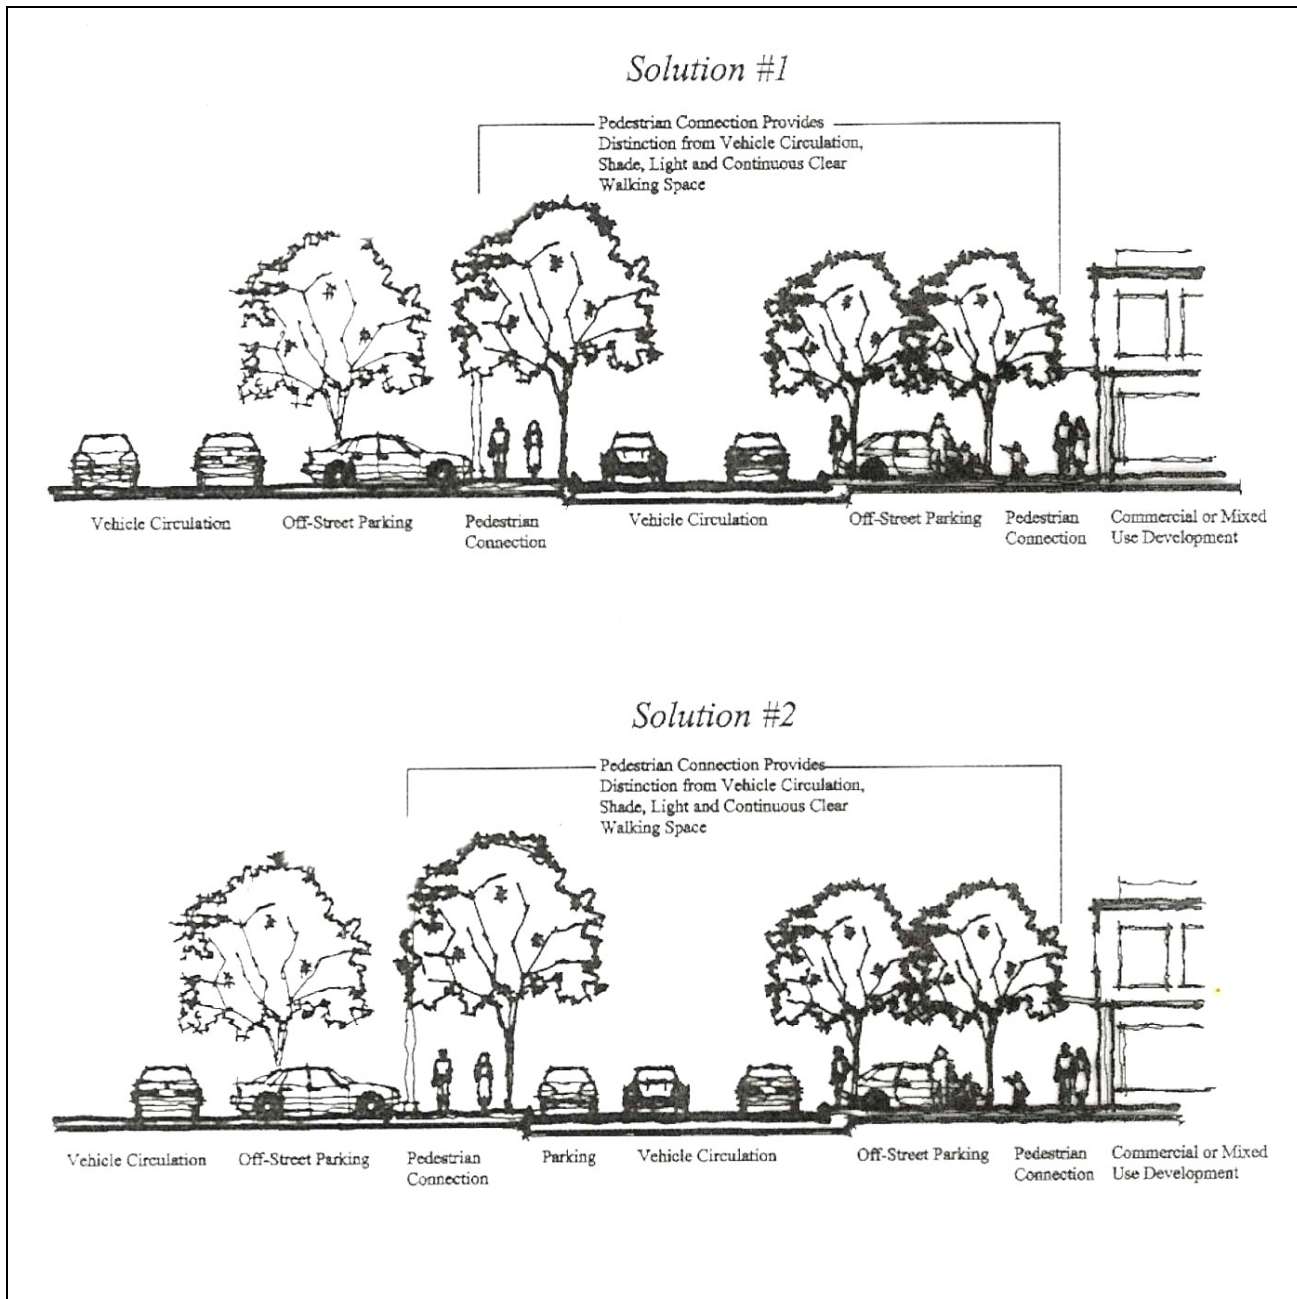 Solution #1
Pedestrian Connection Provides
Distinction from Vehicle Circulation,
Shade, Light and Continuous Clear
Walking Space
Vehicle Circulation
Off-Street Parking
Pedestrian
Connection
Vehicle Circulation
Off-Street Parking
Pedestrian
Connection
Commercial or Mixed
Use Development
Solution #2
Pedestrian Connection Provides
Distinction from Vehicle Circulation,
Shade, Light and Continuous Clear
Walking Space
Vehicle Circulation
Off-Street Parking
Pedestrian
Connection
Parking
Vehicle Circulation
Off-Street Parking
Pedestrian
Connection
Commercial or Mixed
Use Development